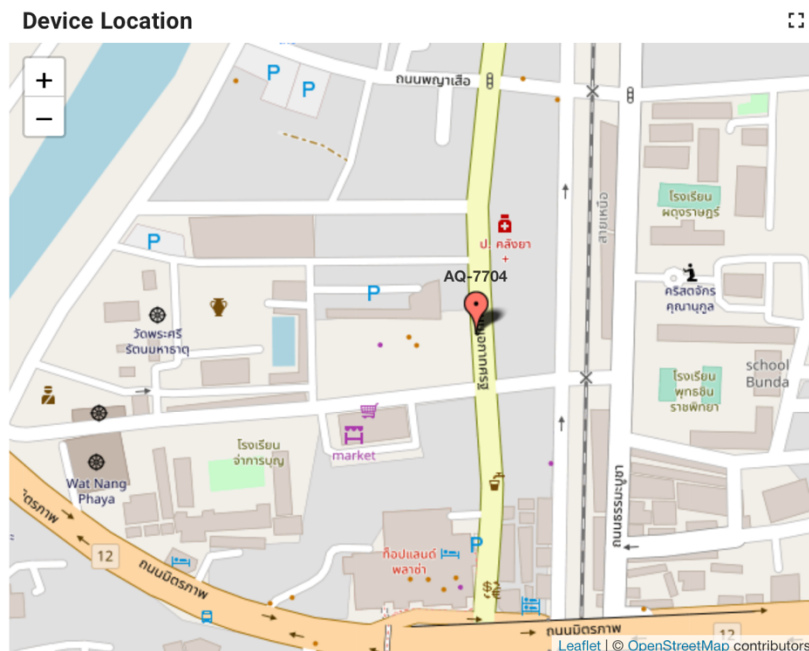 Device Location
+
−
P
P
ถนนพญาเสือ
โรงเรียน
ผดุงราษฎร์
สายเหนือ
ป. คลังยา
+
P
AQ-7704
คริสตจักร
คุณานุกูล
P
วัดพระศรี
รัตนมหาธาตุ
school
Bunda
โรงเรียน
พุทธชิน
ราชพิทยา
market
โรงเรียน
จ่าการบุญ
Wat Nang
Phaya
ถนนธรรมะบูชา
P
ท็อปแลนด์
พลาซ่า
12
ถนนมิตรภาพ
ถนนมิตรภาพ
12
Leaflet | © OpenStreetMap contributors